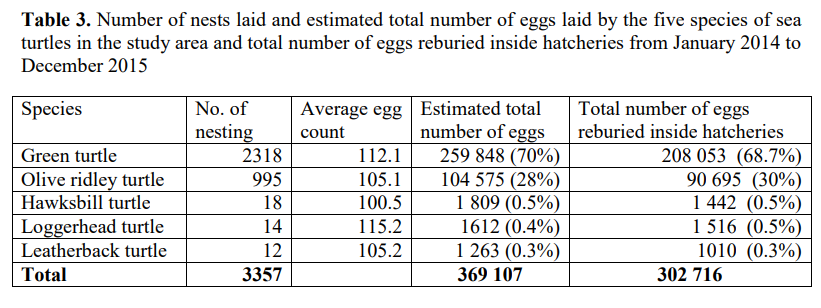 Table 3. Number of nests laid and estimated total number of eggs laid by the five species of sea
turtles in the study area and total number of eggs reburied inside hatcheries from January 2014 to
December 2015
Species No. of nesting Average egg count Estimated total number of eggs Total number of eggs reburied inside hatcheries
Green turtle 2318 112.1 259 848 (70%) 208 053 (68.7%)
Olive ridley turtle 995 105.1 104 575 (28%) 90 695 (30%)
Hawksbill turtle 18 100.5 1 809 (0.5%) 1 442 (0.5%)
Loggerhead turtle 14 115.2 1612 (0.4%) 1 516 (0.5%)
Leatherback turtle 12 105.2 1 263 (0.3%) 1010 (0.3%)
Total 3357 369 107 302 716